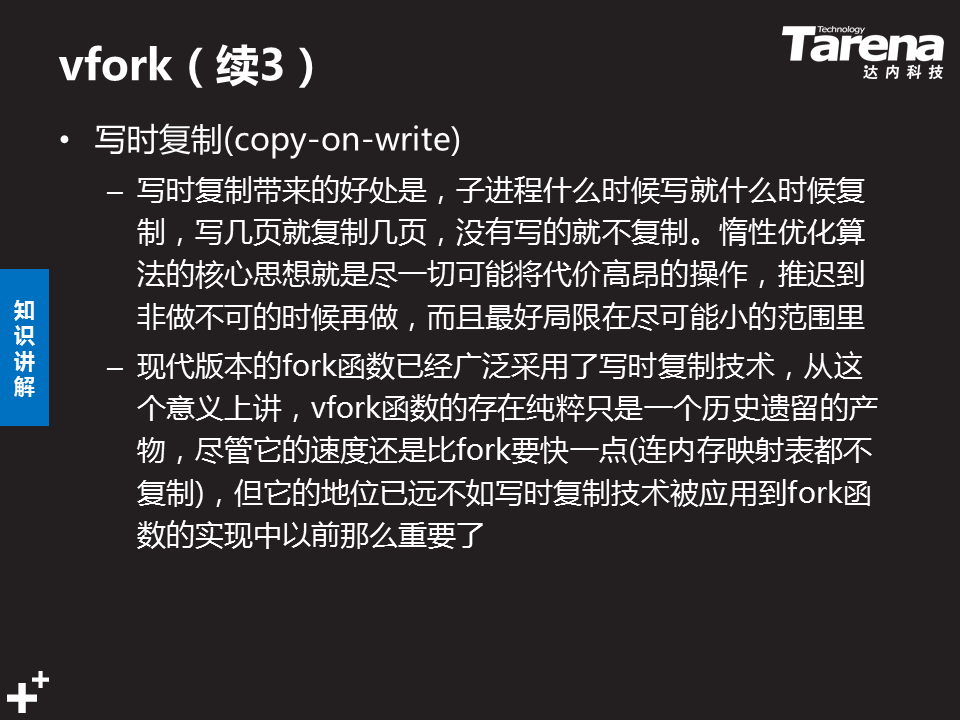 vfork（续3）
Technology
Tarena
达内科技
• 写时复制(copy-on-write)
– 写时复制带来的好处是，子进程什么时候写就什么时候复
制，写几页就复制几页，没有写的就不复制。惰性优化算
法的核心思想就是尽一切可能将代价高昂的操作，推迟到
非做不可的时候再做，而且最好局限在尽可能小的范围里
– 现代版本的fork函数已经广泛采用了写时复制技术，从这
个意义上讲，vfork函数的存在纯粹只是一个历史遗留的产
物，尽管它的速度还是比fork要快一点(连内存映射表都不
复制)，但它的地位已远不如写时复制技术被应用到fork函
数的实现中以前那么重要了
知
识
讲
解